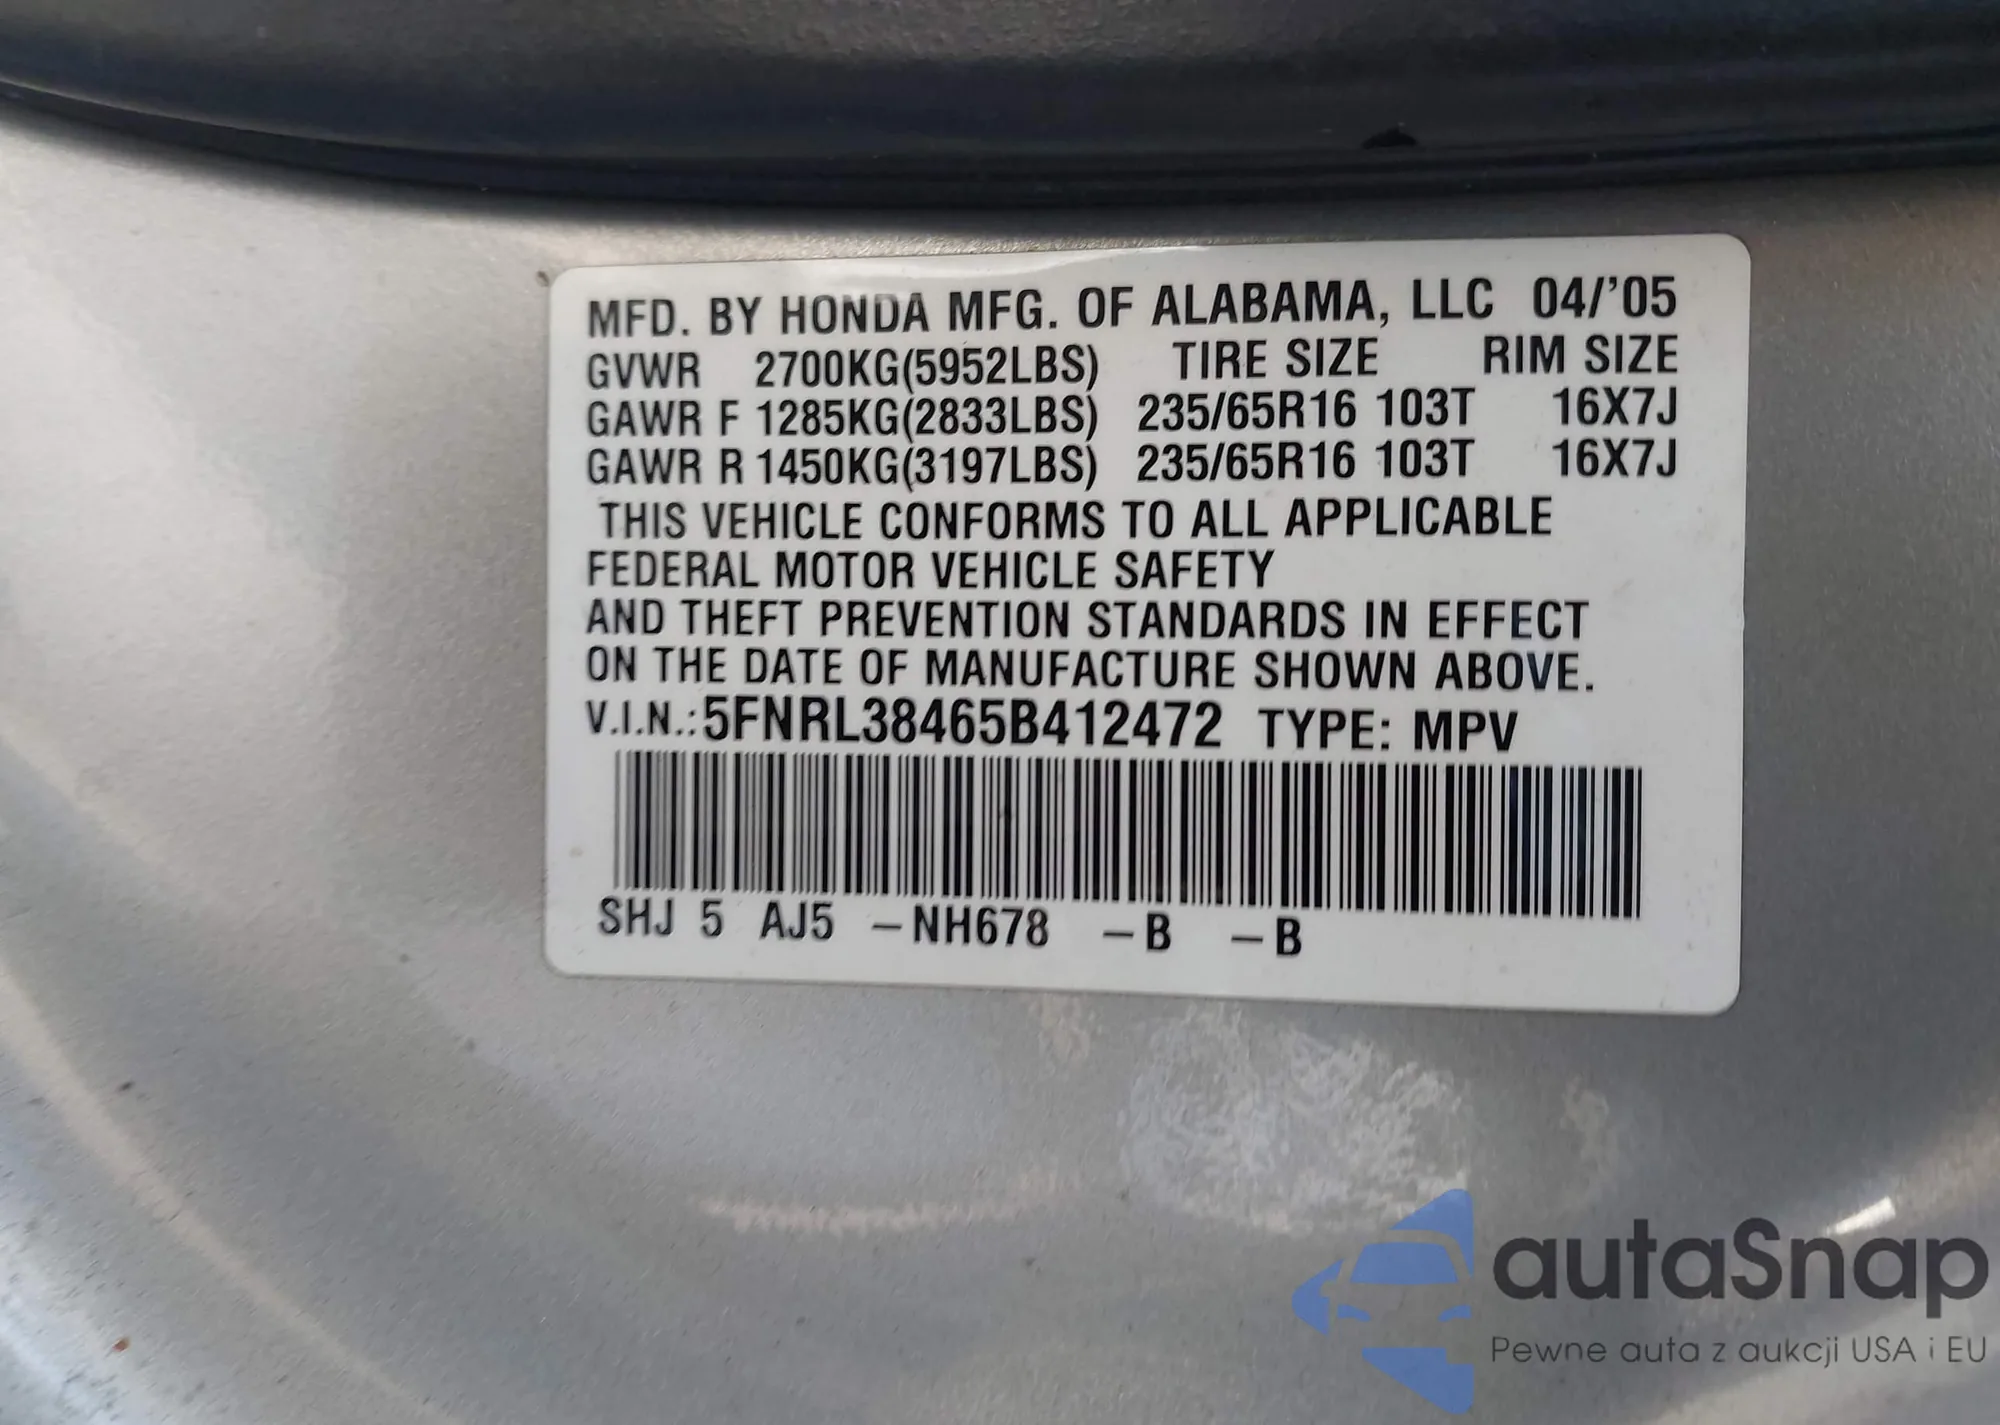 MFD. BY HONDA MFG. OF ALABAMA, LLC 04/'05
GVWR 2700KG(5952LBS) TIRE SIZE RIM SIZE
GAWR F 1285KG(2833LBS) 235/65R16 103T 16X7J
GAWR R 1450KG(3197LBS) 235/65R16 103T 16X7J
THIS VEHICLE CONFORMS TO ALL APPLICABLE
FEDERAL MOTOR VEHICLE SAFETY
AND THEFT PREVENTION STANDARDS IN EFFECT
ON THE DATE OF MANUFACTURE SHOWN ABOVE.
V.I.N.:5FNRL38465B412472 TYPE: MPV
SHJ 5 AJ5 –NH678 –B –B
autaSnap
Pewne auta z aukcji USA i EU